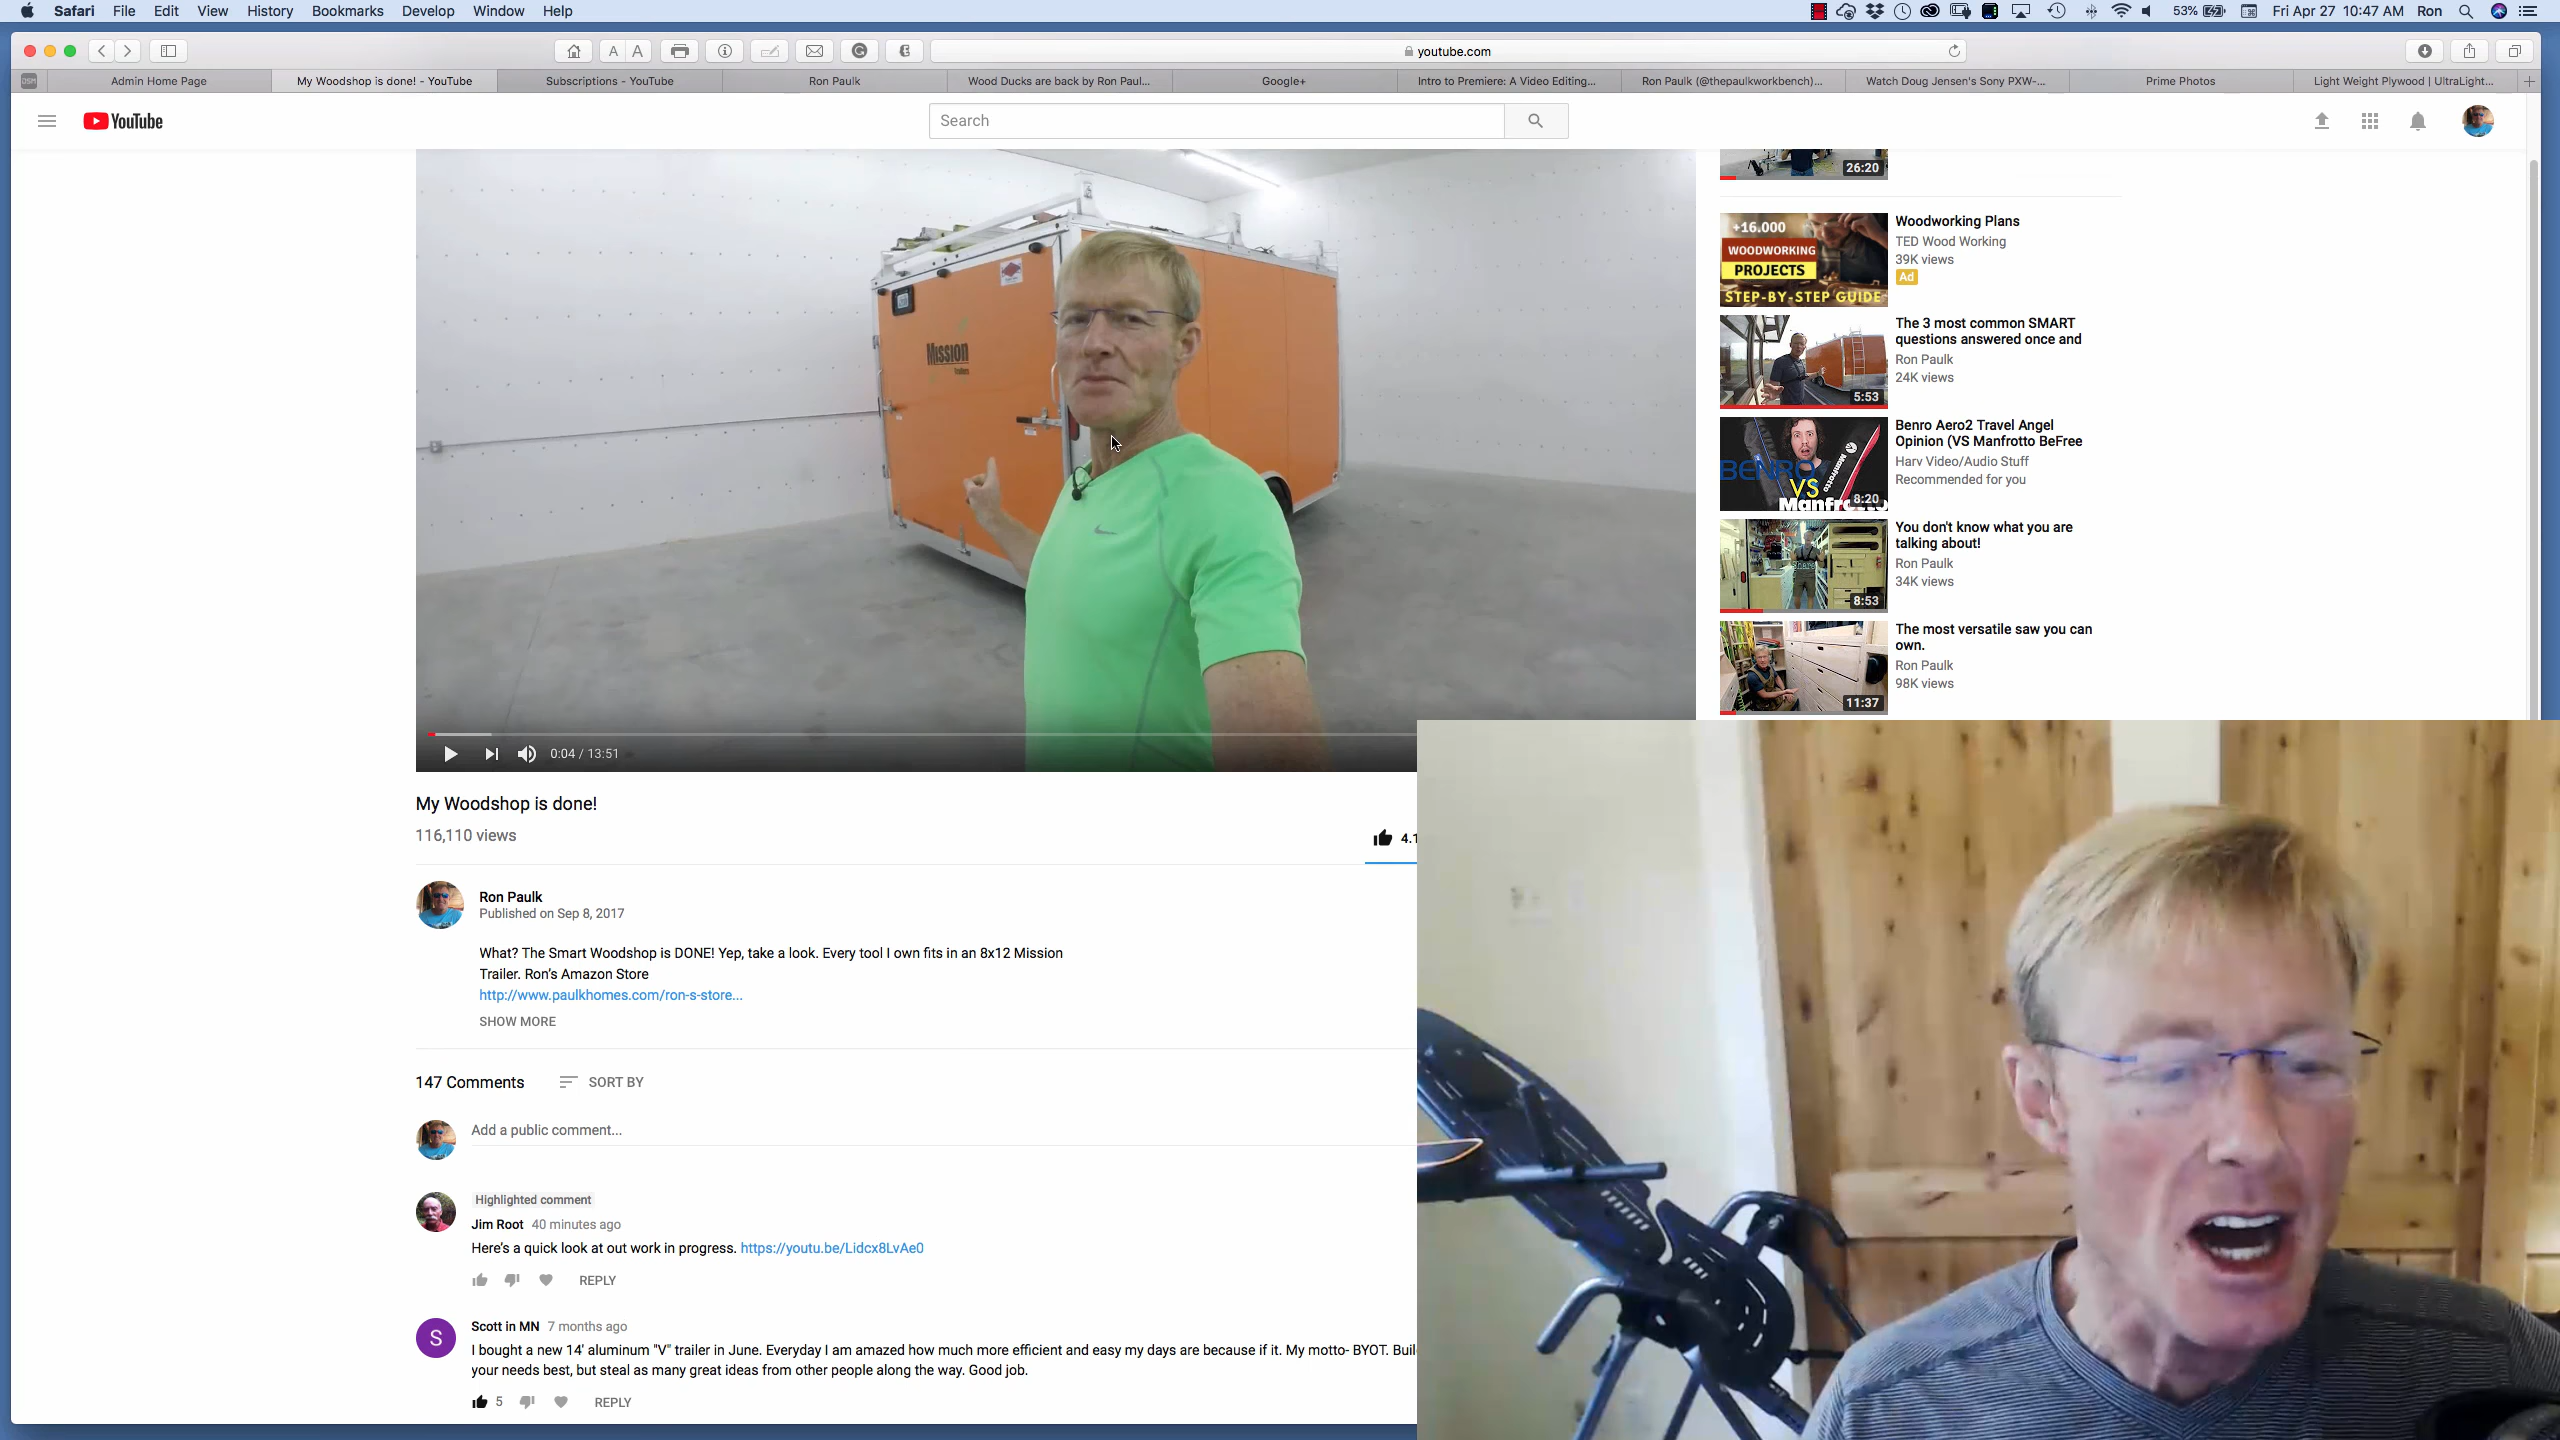 Safari File Edit View History Bookmarks Develop Window Help
53% Fri Apr 27 10:47 AM Ron
A A
youtube.com
Admin Home Page
My Woodshop is done! - YouTube
Subscriptions - YouTube
Ron Paulk
Wood Ducks are back by Ron Paul...
Google+
Intro to Premiere: A Video Editing...
Ron Paulk (@thepaulkworkbench)...
Watch Doug Jensen's Sony PXW-...
Prime Photos
Light Weight Plywood | UltraLight...
YouTube
Search
Mission
Trailers
0:04 / 13:51
26:20
+16.000
WOODWORKING
PROJECTS
STEP-BY-STEP GUIDE
Woodworking Plans
TED Wood Working
39K views
Ad
5:53
The 3 most common SMART
questions answered once and
Ron Paulk
24K views
BENRO
VS
Manfrotto
8:20
Benro Aero2 Travel Angel
Opinion (VS Manfrotto BeFree
Harv Video/Audio Stuff
Recommended for you
8:53
You don't know what you are
talking about!
Ron Paulk
34K views
11:37
The most versatile saw you can
own.
Ron Paulk
98K views
My Woodshop is done!
116,110 views
4.1
Ron Paulk
Published on Sep 8, 2017
What? The Smart Woodshop is DONE! Yep, take a look. Every tool I own fits in an 8x12 Mission
Trailer. Ron's Amazon Store
http://www.paulkhomes.com/ron-s-store...
SHOW MORE
147 Comments SORT BY
Add a public comment...
Highlighted comment
Jim Root 40 minutes ago
Here's a quick look at out work in progress. https://youtu.be/Lidcx8LvAe0
REPLY
S
Scott in MN 7 months ago
I bought a new 14' aluminum "V" trailer in June. Everyday I am amazed how much more efficient and easy my days are because if it. My motto- BYOT. Buil
your needs best, but steal as many great ideas from other people along the way. Good job.
5 REPLY